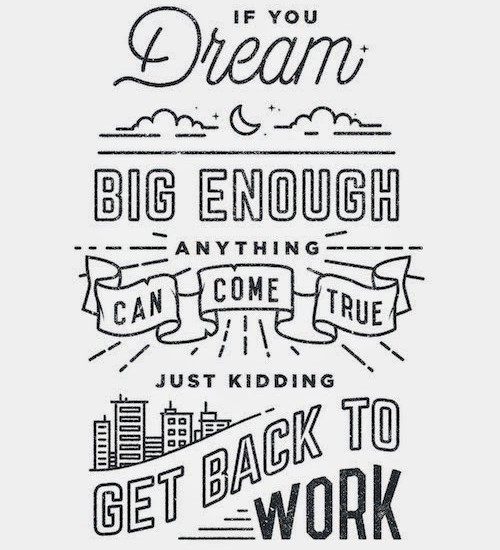 IF YOU
Dream
BIG ENOUGH
ANYTHING
CAN COME TRUE
JUST KIDDING
GET BACK TO
WORK